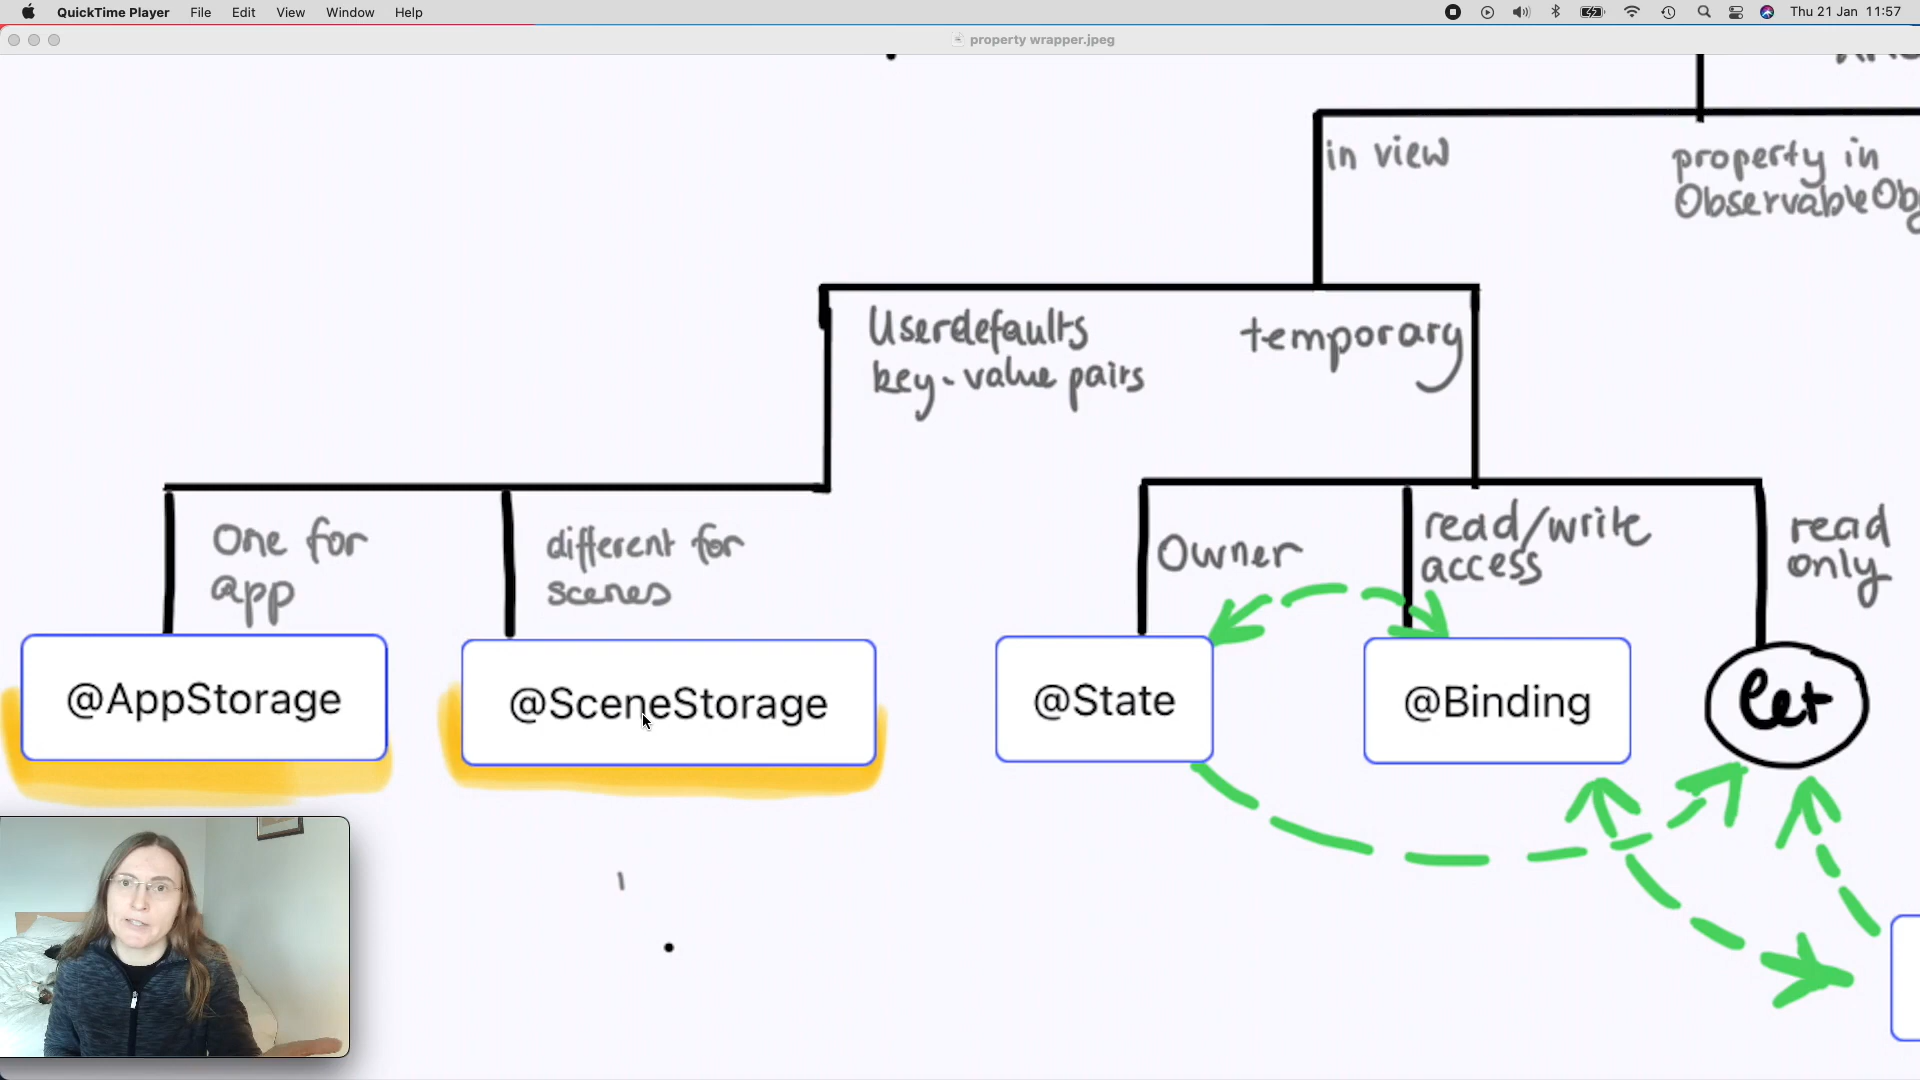 QuickTime Player File Edit View Window Help Thu 21 Jan 11:57
property wrapper.jpeg
in view
property in
ObservableOb
Userdefaults
key-value pairs
temporary
One for
app
different for
scenes
Owner
read/write
access
read
only
@AppStorage
@SceneStorage
@State
@Binding
let